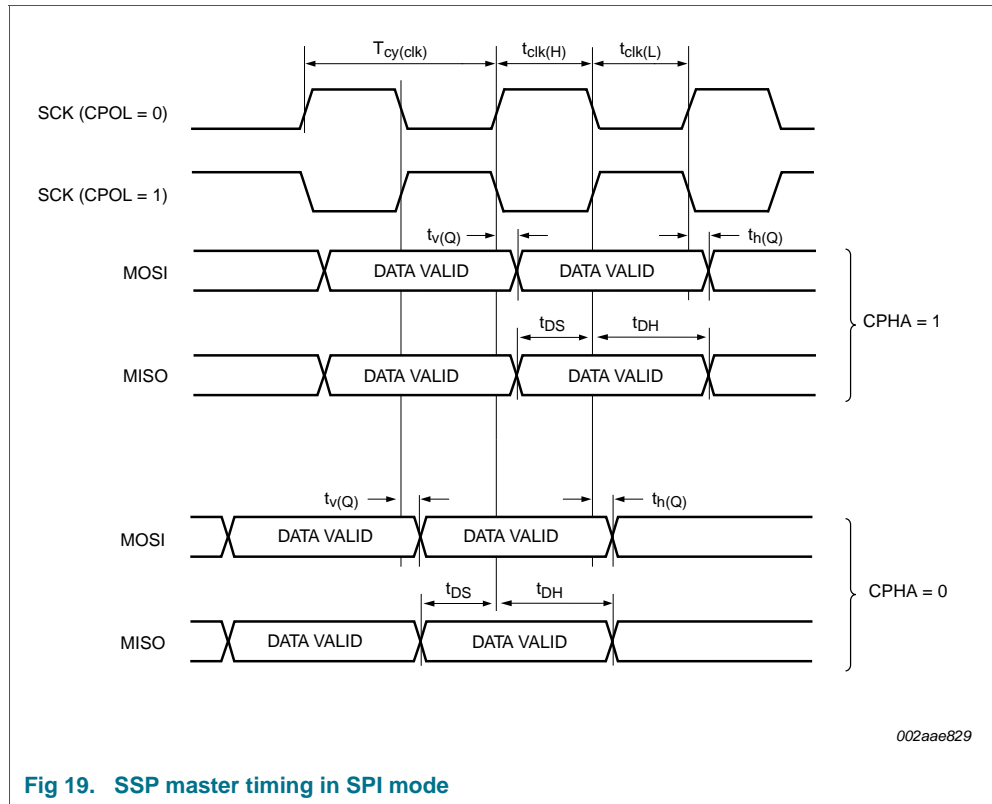 Tcy(clk) tclk(H) tclk(L)
SCK (CPOL = 0)
SCK (CPOL = 1)
tv(Q) th(Q)
MOSI DATA VALID DATA VALID
CPHA = 1
tDS tDH
MISO DATA VALID DATA VALID
tv(Q) th(Q)
MOSI DATA VALID DATA VALID
CPHA = 0
tDS tDH
MISO DATA VALID DATA VALID
002aae829
Fig 19. SSP master timing in SPI mode